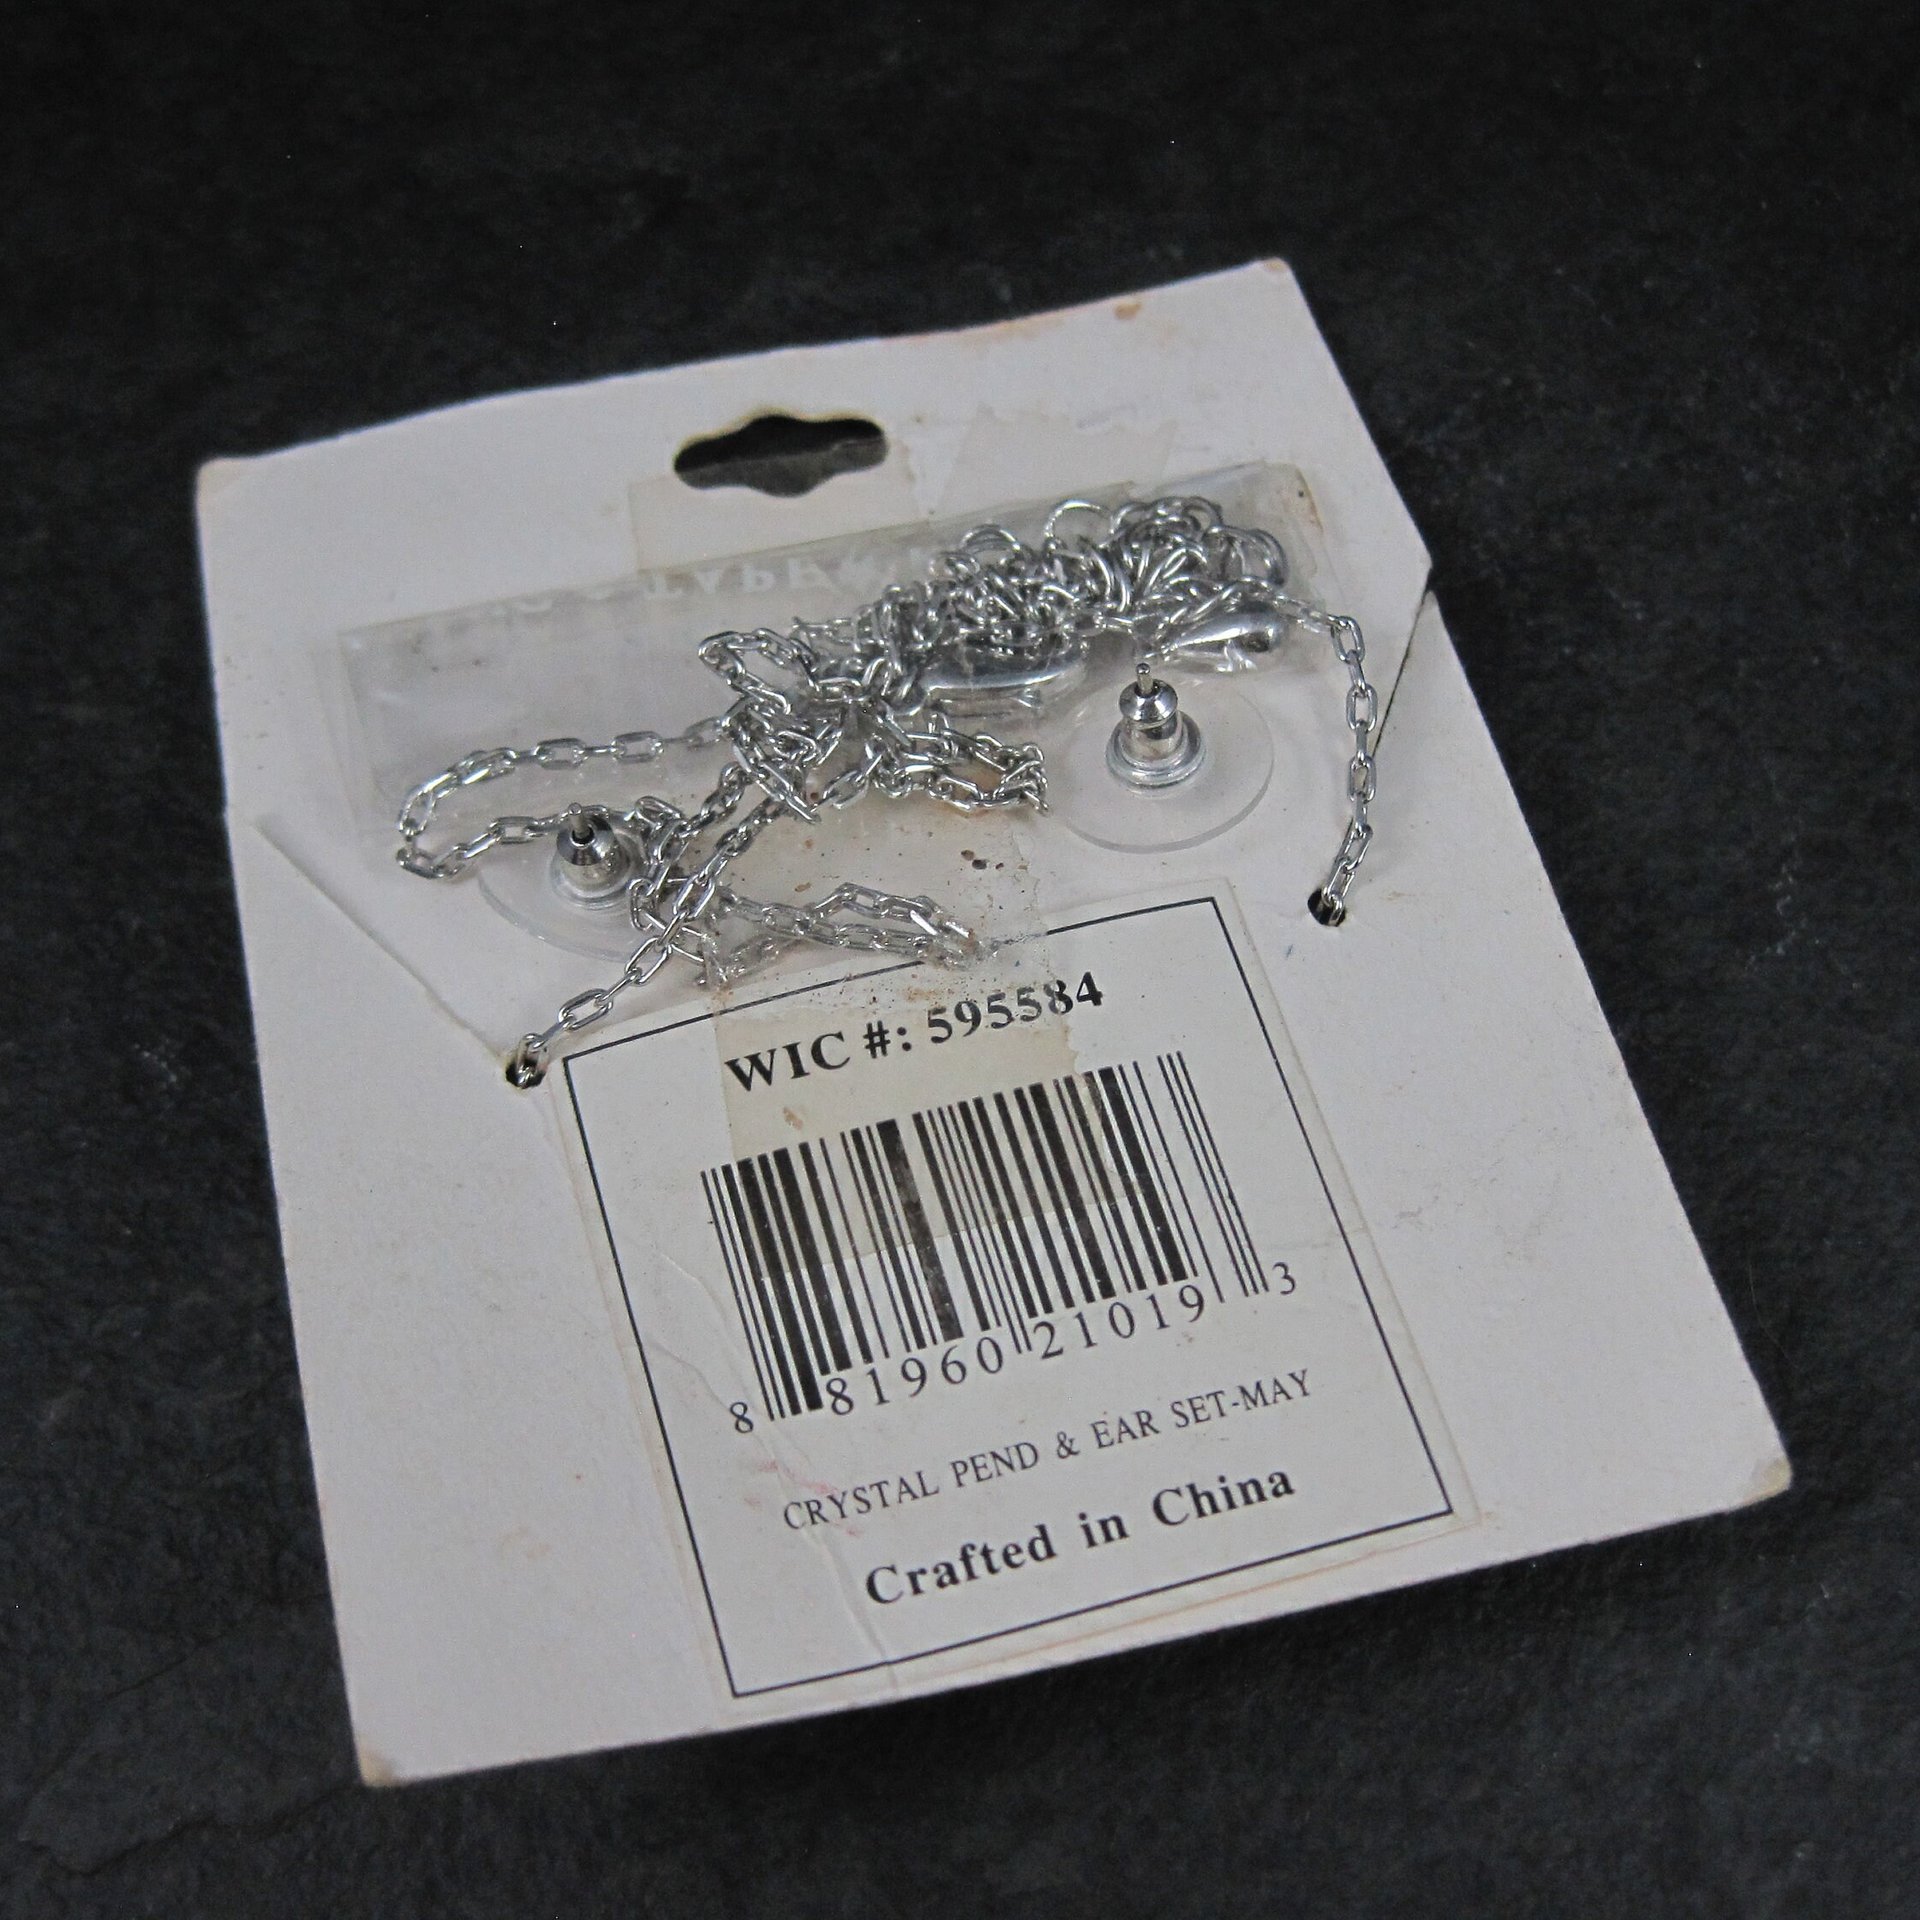 WIC #: 595584
8 81960 21019 3
CRYSTAL PEND & EAR SET-MAY
Crafted in China